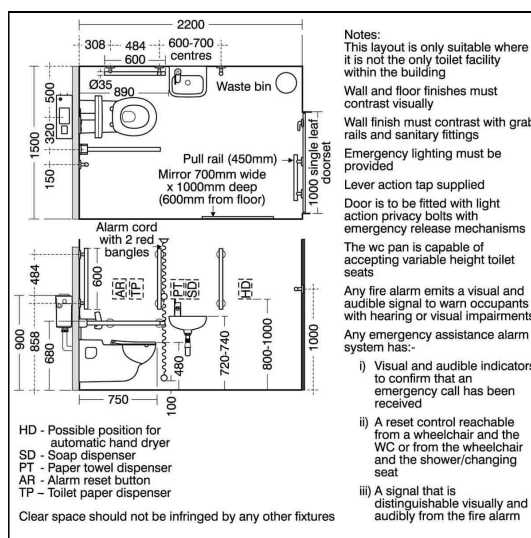 2200
308
484
600-700
centres
600
Ø35
890
Waste bin
500
320
1500
150
1000 single leaf
doorset
Pull rail (450mm)
Mirror 700mm wide
x 1000mm deep
(600mm from floor)
Alarm cord
with 2 red
bangles
484
600
AR
TP
PT
SD
HD
900
858
680
480
720-740
800-1000
1000
750
100
HD - Possible position for
automatic hand dryer
SD - Soap dispenser
PT - Paper towel dispenser
AR - Alarm reset button
TP – Toilet paper dispenser
Clear space should not be infringed by any other fixtures
Notes:
This layout is only suitable where
it is not the only toilet facility
within the building
Wall and floor finishes must
contrast visually
Wall finish must contrast with grab
rails and sanitary fittings
Emergency lighting must be
provided
Lever action tap supplied
Door is to be fitted with light
action privacy bolts with
emergency release mechanisms
The wc pan is capable of
accepting variable height toilet
seats
Any fire alarm emits a visual and
audible signal to warn occupants
with hearing or visual impairments
Any emergency assistance alarm
system has:-
i) Visual and audible indicators
to confirm that an
emergency call has been
received
ii) A reset control reachable
from a wheelchair and the
WC or from the wheelchair
and the shower/changing
seat
iii) A signal that is
distinguishable visually and
audibly from the fire alarm